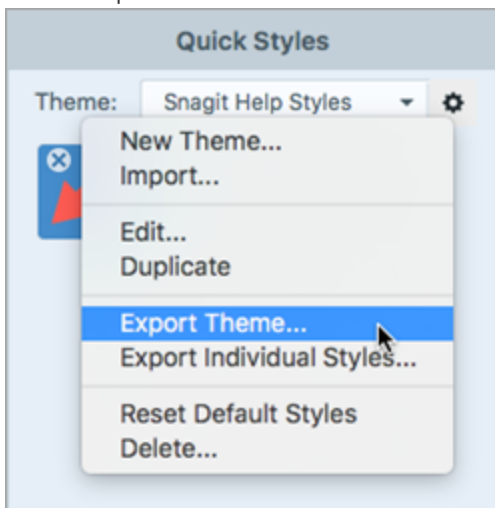 Quick Styles
Theme: Snagit Help Styles
New Theme...
Import...
Edit...
Duplicate
Export Theme...
Export Individual Styles...
Reset Default Styles
Delete...